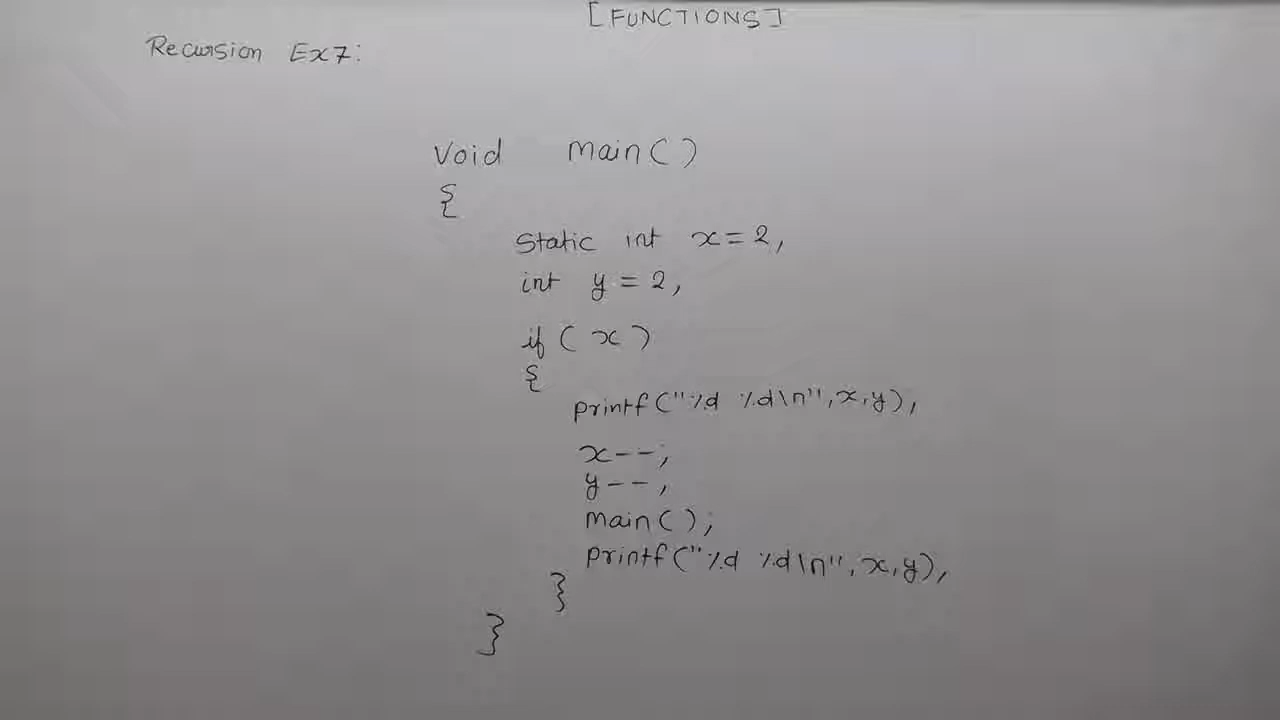 [FUNCTIONS]
Recursion Ex7:
Void main()
{
Static int x=2,
int y = 2,
if ( x )
{
printf("%d %d\n",x,y),
x--;
y--,
main();
printf("%d %d\n",x,y),
}
}